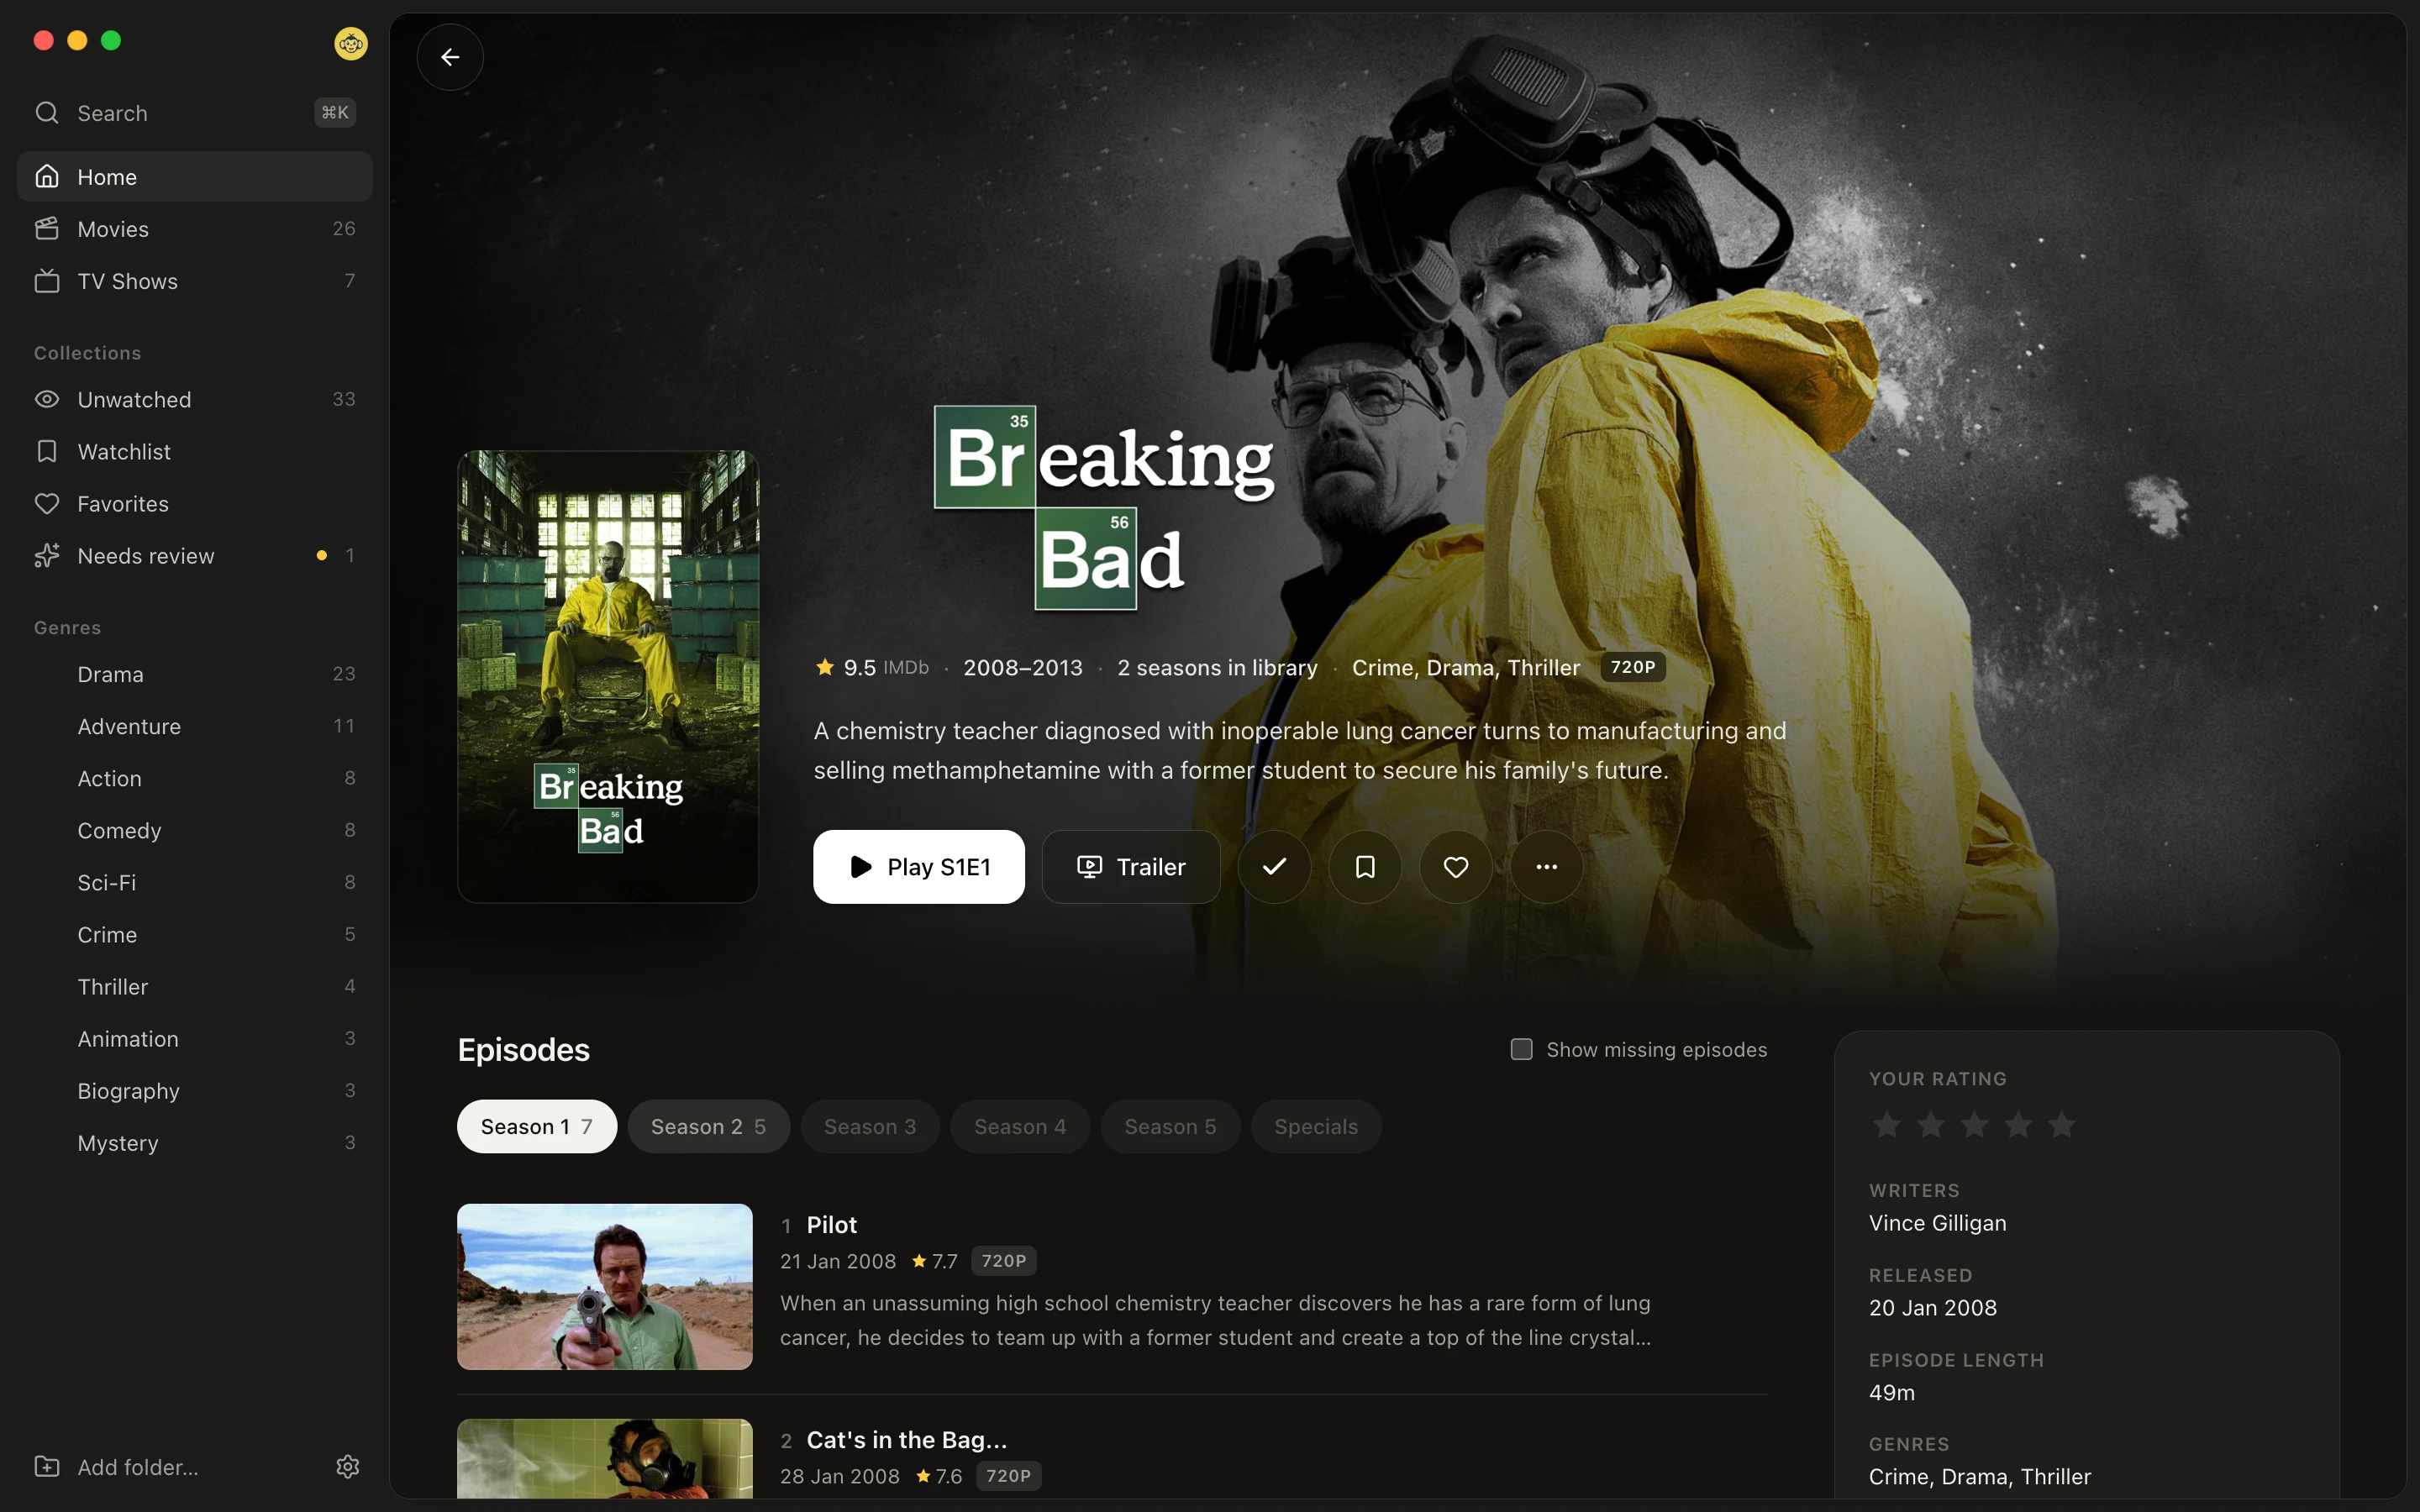 Search ⌘K
Home
Movies 26
TV Shows 7
Collections
Unwatched 33
Watchlist
Favorites
Needs review 1
Genres
Drama 23
Adventure 11
Action 8
Comedy 8
Sci-Fi 8
Crime 5
Thriller 4
Animation 3
Biography 3
Mystery 3
Add folder...
35
Breaking
56
Bad
35
Breaking
56
Bad
9.5 IMDb · 2008–2013 · 2 seasons in library · Crime, Drama, Thriller 720P
A chemistry teacher diagnosed with inoperable lung cancer turns to manufacturing and
selling methamphetamine with a former student to secure his family's future.
Play S1E1 Trailer
Episodes Show missing episodes
Season 1 7 Season 2 5 Season 3 Season 4 Season 5 Specials
1 Pilot
21 Jan 2008 7.7 720P
When an unassuming high school chemistry teacher discovers he has a rare form of lung
cancer, he decides to team up with a former student and create a top of the line crystal...
2 Cat's in the Bag...
28 Jan 2008 7.6 720P
YOUR RATING
WRITERS
Vince Gilligan
RELEASED
20 Jan 2008
EPISODE LENGTH
49m
GENRES
Crime, Drama, Thriller